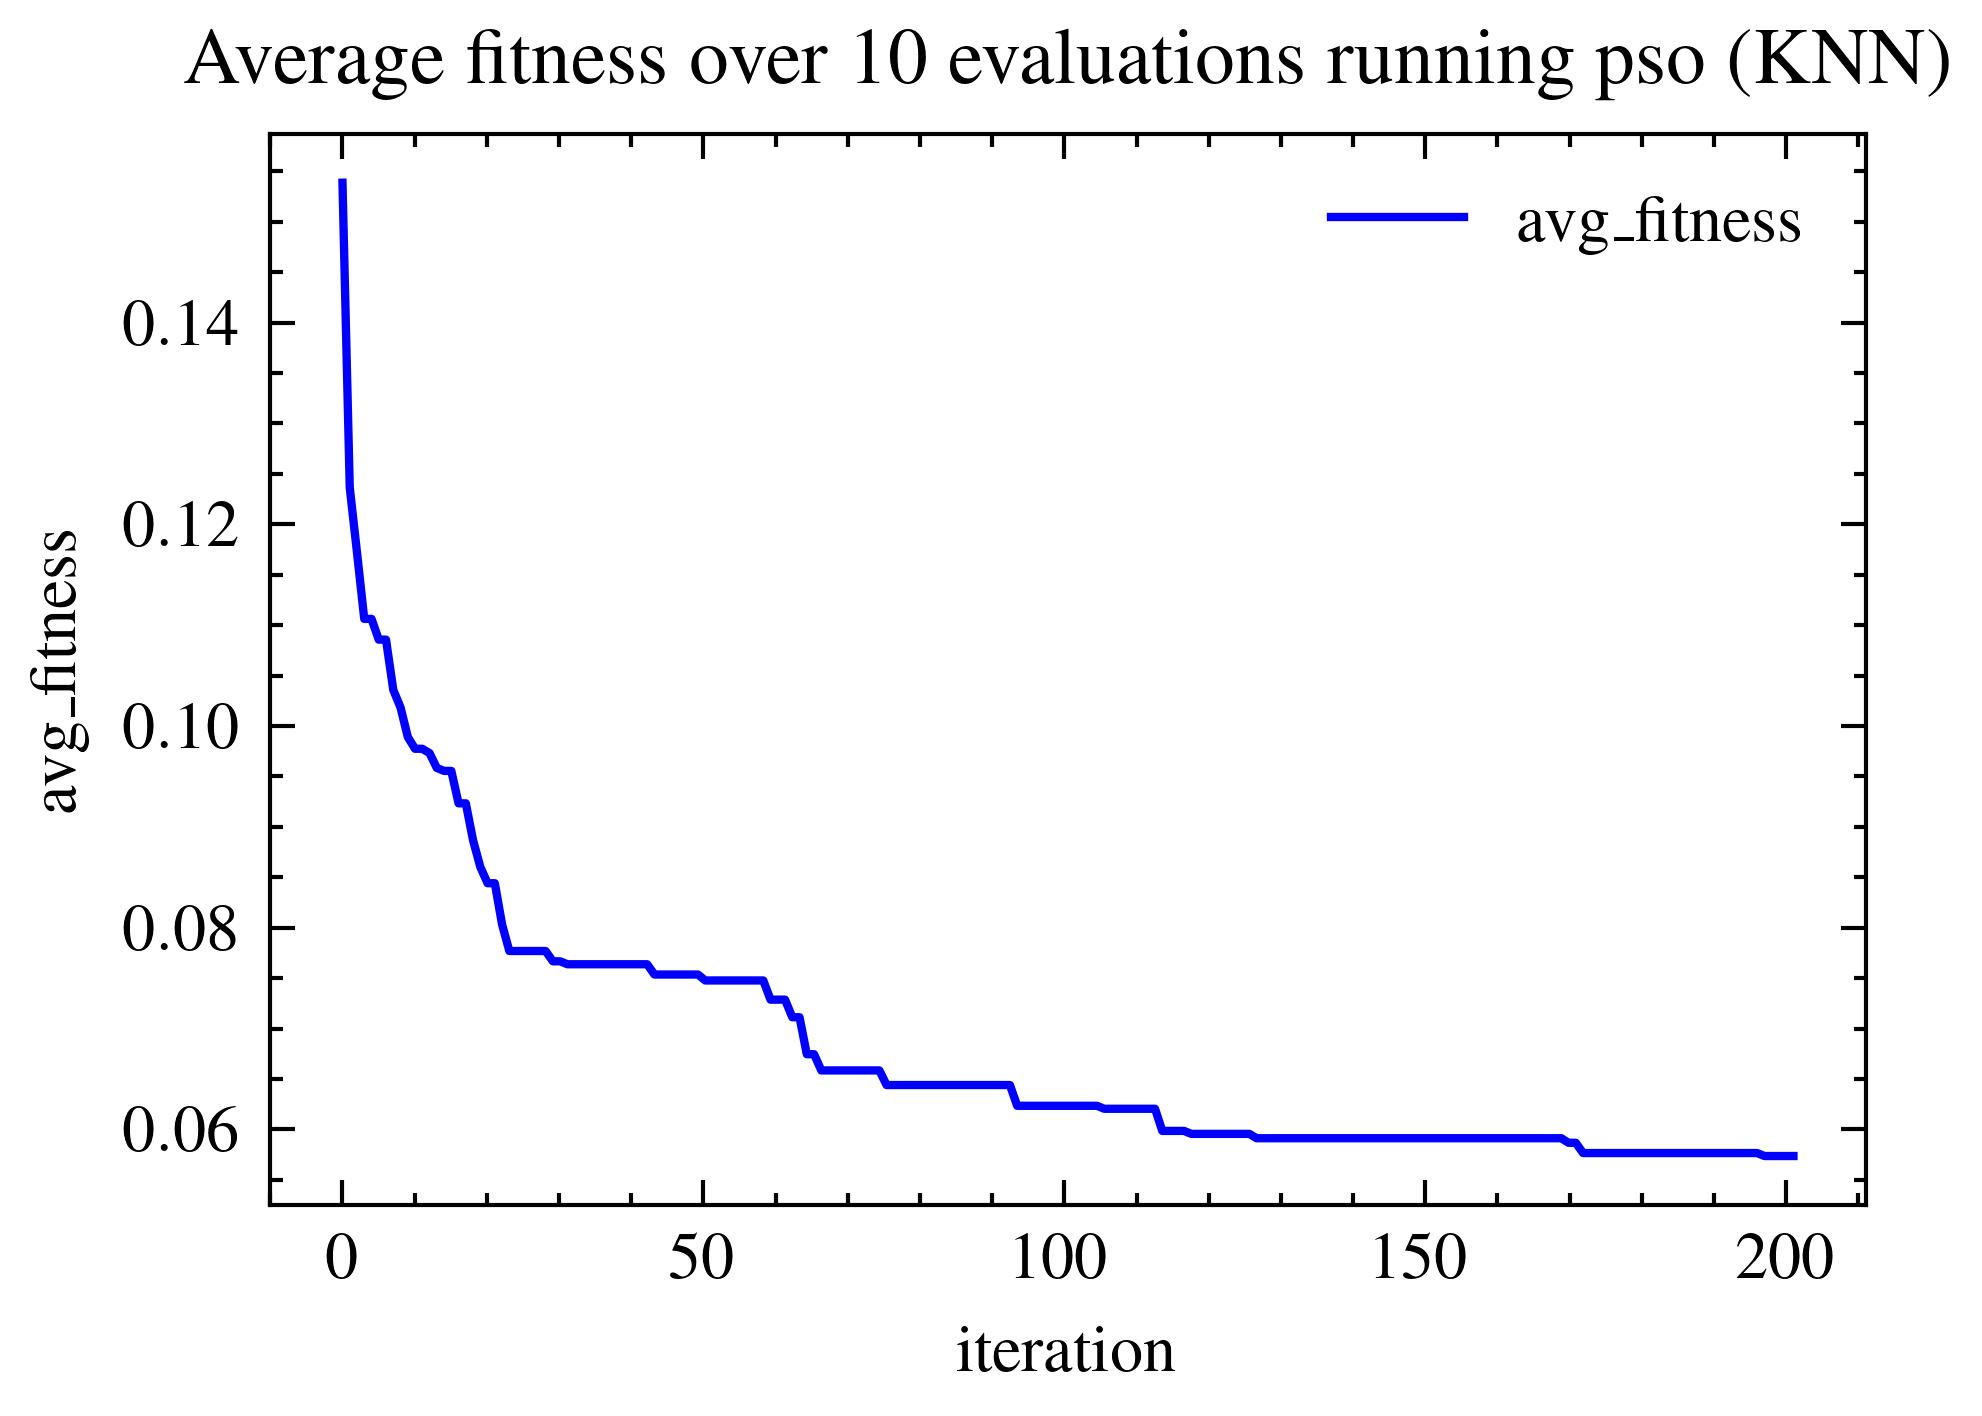 Average fitness over 10 evaluations running pso (KNN)
avg_fitness
0.14
0.12
0.10
0.08
0.06
avg_fitness
0 50 100 150 200
iteration